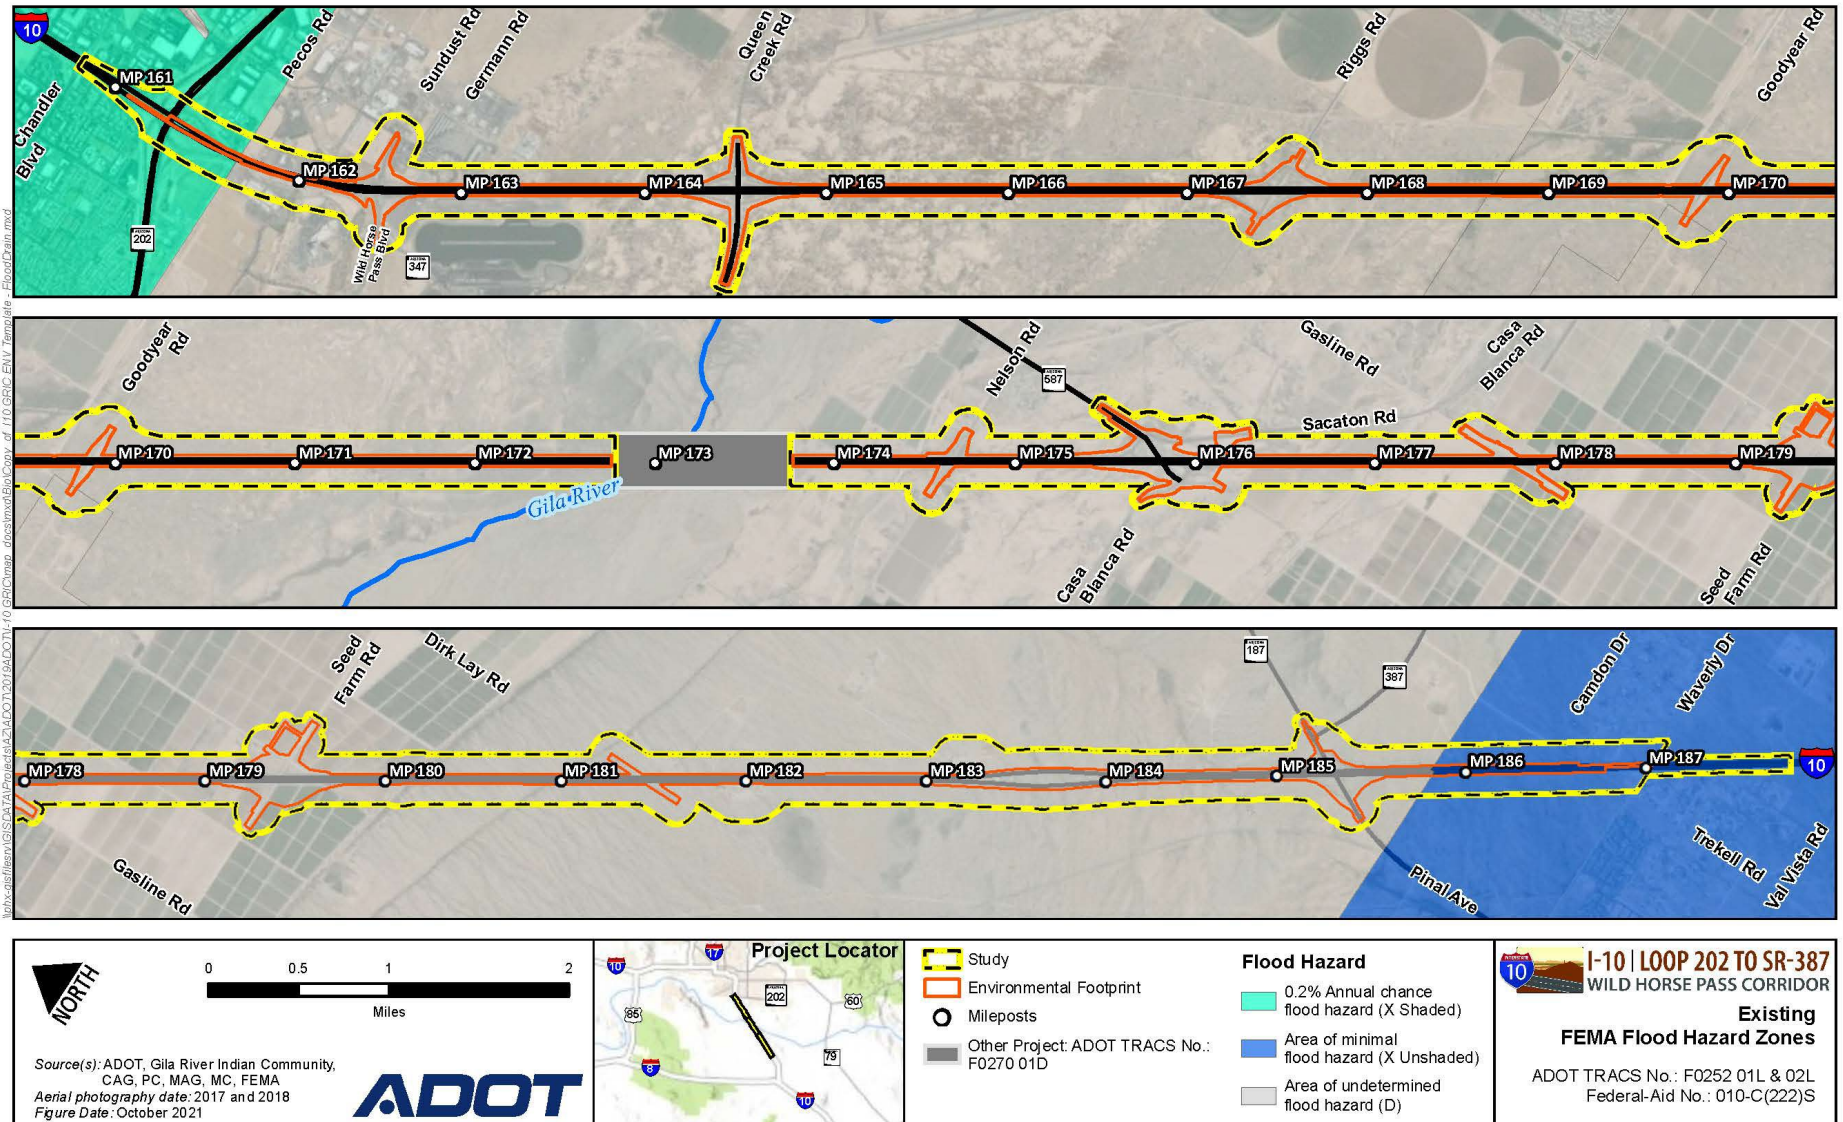 10
Chandler
Blvd
MP 161
202
Pecos Rd
MP 162
Sundust Rd
Germann Rd
Wild Horse
Pass Blvd
347
MP 163
MP 164
Queen
Creek Rd
MP 165
MP 166
MP 167
Riggs Rd
MP 168
MP 169
MP 170
Goodyear Rd
Goodyear
Rd
MP 170
MP 171
MP 172
MP 173
Gila River
MP 174
Nelson Rd
587
MP 175
Casa
Blanca Rd
MP 176
Gasline Rd
Sacaton Rd
MP 177
Casa
Blanca Rd
MP 178
MP 179
Seed
Farm Rd
MP 178
Gasline Rd
MP 179
Seed
Farm Rd
Dirk Lay Rd
MP 180
MP 181
MP 182
MP 183
MP 184
187
387
MP 185
Pinal Ave
MP 186
Camdon Dr
Waverly Dr
MP 187
10
Trekell Rd
Val Vista Rd
NORTH
0 0.5 1 2
Miles
Source(s): ADOT, Gila River Indian Community,
CAG, PC, MAG, MC, FEMA
Aerial photography date: 2017 and 2018
Figure Date: October 2021
ADOT
Project Locator
10
17
202
60
85
79
8
10
Study
Environmental Footprint
Mileposts
Other Project: ADOT TRACS No.:
F0270 01D
Flood Hazard
0.2% Annual chance
flood hazard (X Shaded)
Area of minimal
flood hazard (X Unshaded)
Area of undetermined
flood hazard (D)
10
I-10 | LOOP 202 TO SR-387
WILD HORSE PASS CORRIDOR
Existing
FEMA Flood Hazard Zones
ADOT TRACS No.: F0252 01L & 02L
Federal-Aid No.: 010-C(222)S